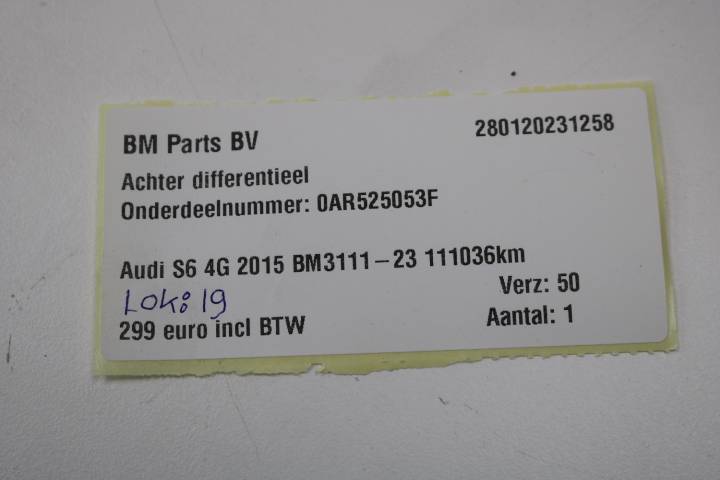 BM Parts BV
280120231258
Achter differentieel
Onderdeelnummer: 0AR525053F
Audi S6 4G 2015 BM3111-23 111036km
Verz: 50
Lok: 19
299 euro incl BTW
Aantal: 1